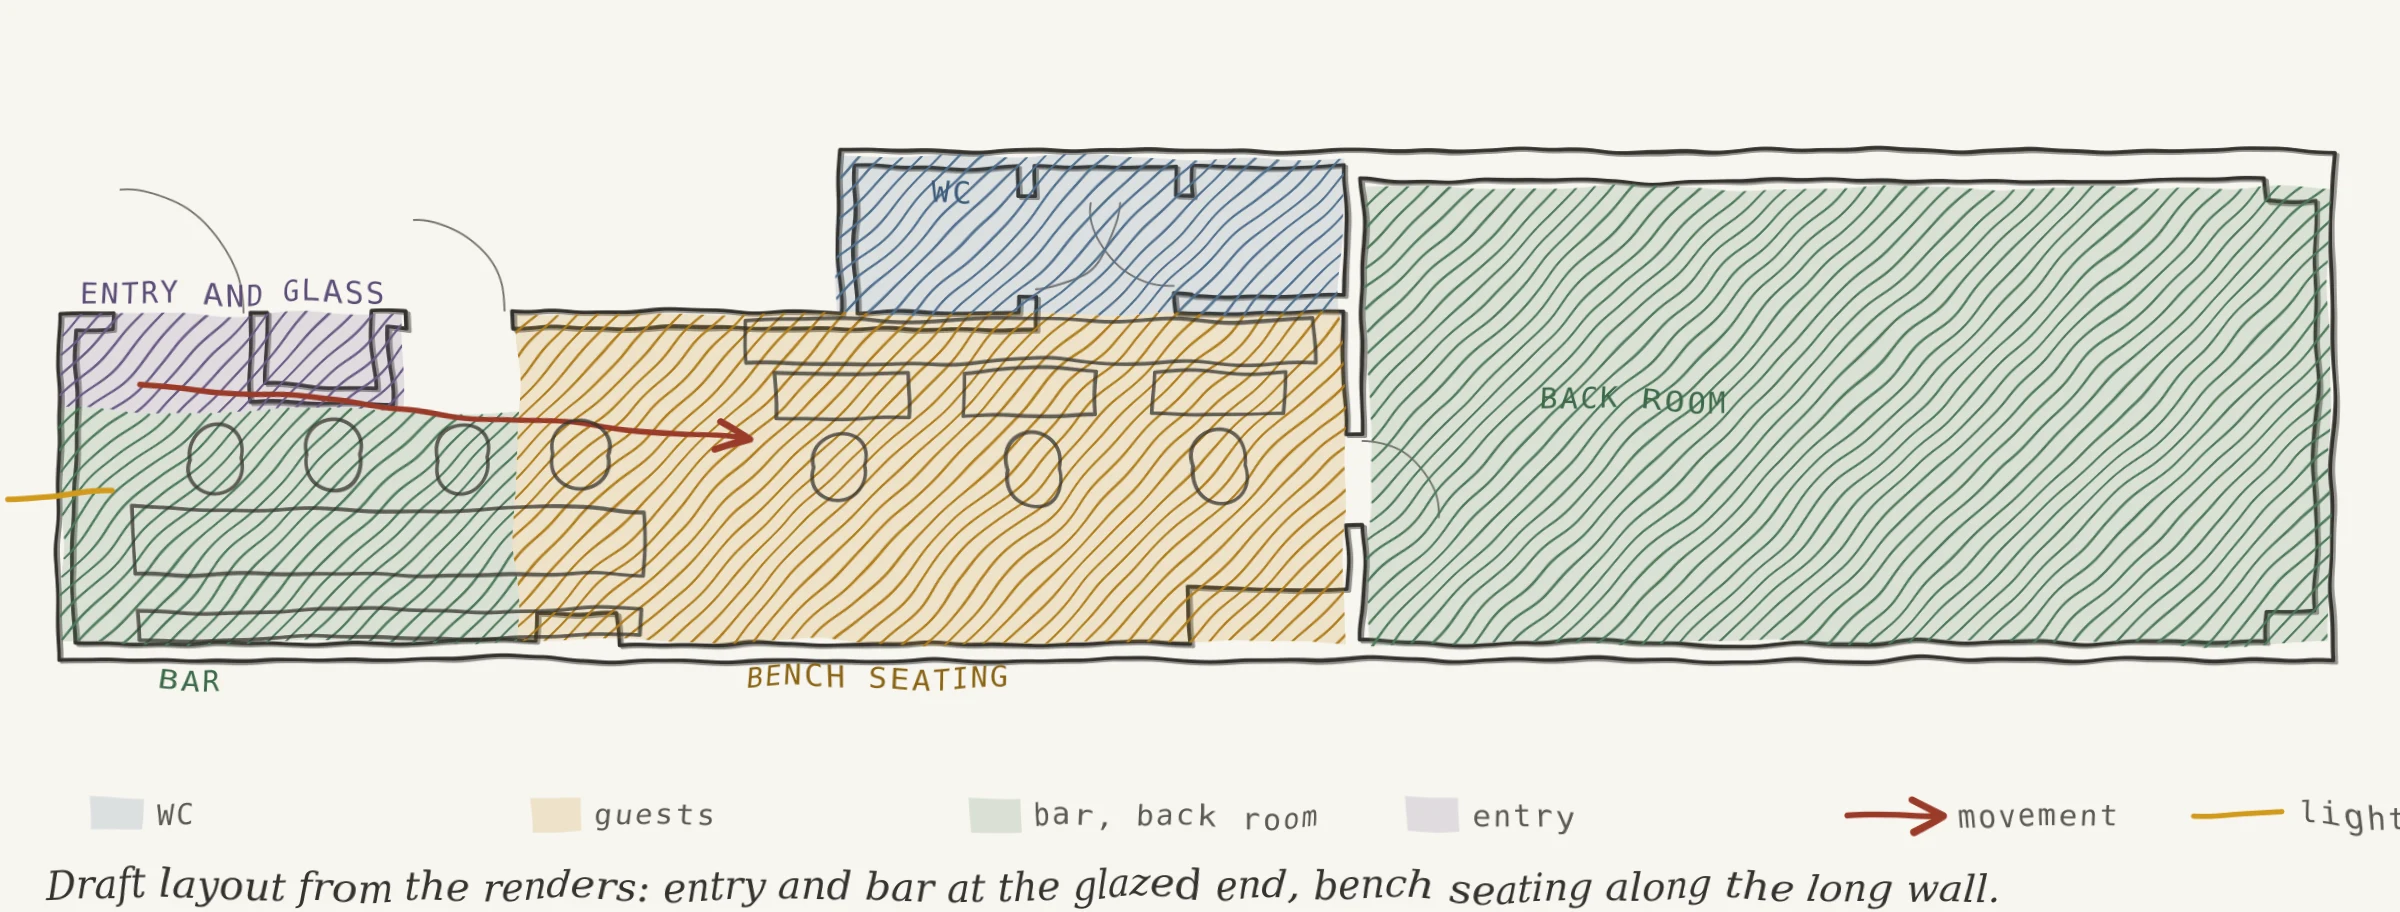 WC
ENTRY AND GLASS
BACK ROOM
BAR
BENCH SEATING
WC
guests
bar, back room
entry
movement
light
Draft layout from the renders: entry and bar at the glazed end, bench seating along the long wall.